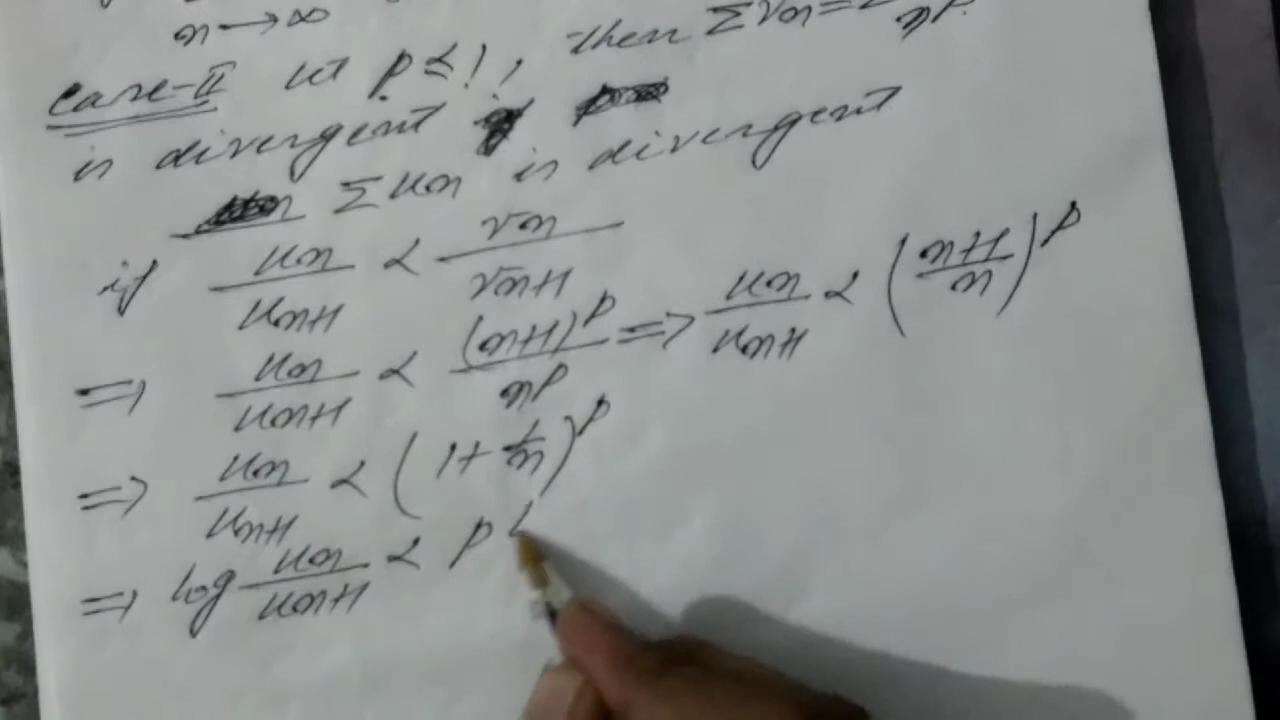 n→∞
Case-II let p ≤ 1, then Σvn = Σ
np.
is divergent
Σun is divergent
if un/un+1 < vn/vn+1
⇒ un/un+1 < (n+1)^p/n^p ⇒ un/un+1 < ((n+1)/n)^p
⇒ un/un+1 < (1+1/n)^p
⇒ log un/un+1 < p